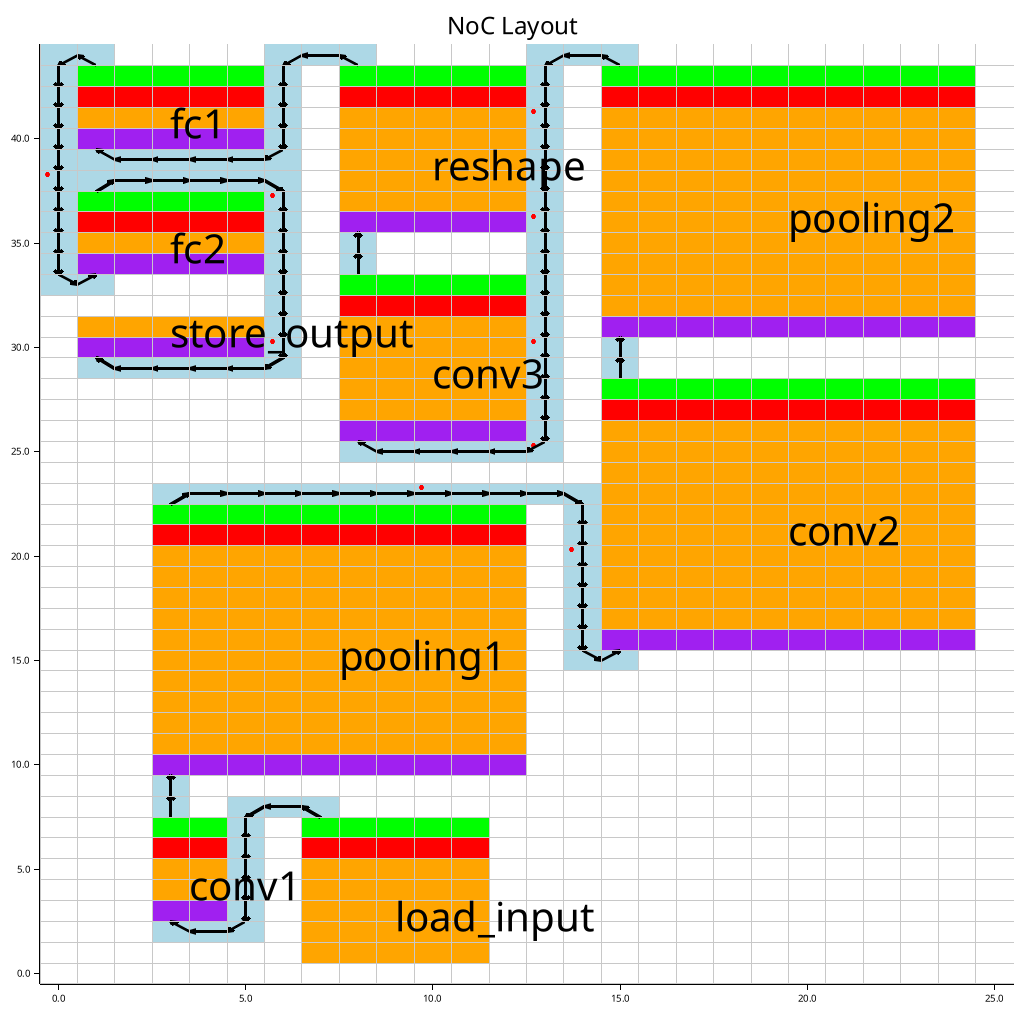 NoC Layout
fc1
reshape
40.0
pooling2
fc2
35.0
store_output
30.0
conv3
25.0
conv2
20.0
pooling1
15.0
10.0
5.0
conv1
load_input
0.0
0.0 5.0 10.0 15.0 20.0 25.0